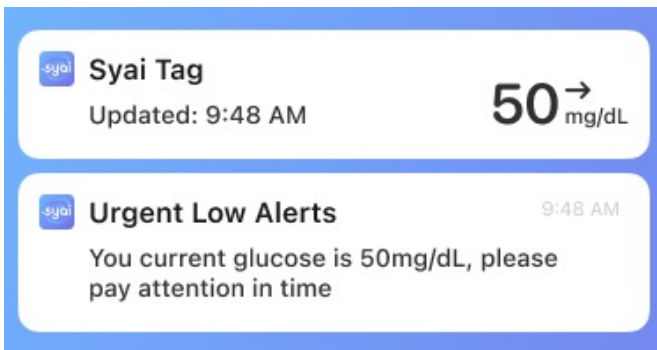 syai
Syai Tag
Updated: 9:48 AM
50→
mg/dL
syai
Urgent Low Alerts
9:48 AM
You current glucose is 50mg/dL, please
pay attention in time